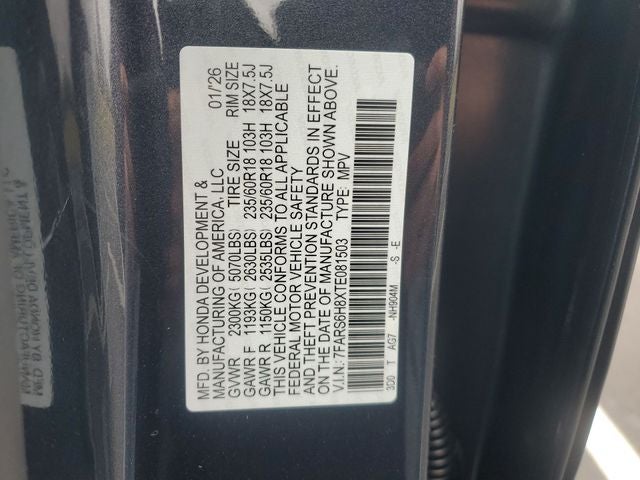 MFD. BY HONDA DEVELOPMENT &
MANUFACTURING OF AMERICA, LLC 01/26
GVWR 2300KG( 5070LBS) TIRE SIZE RIM SIZE
GAWR F 1193KG( 2630LBS) 235/60R18 103H 18X7.5J
GAWR R 1150KG( 2535LBS) 235/60R18 103H 18X7.5J
THIS VEHICLE CONFORMS TO ALL APPLICABLE
FEDERAL MOTOR VEHICLE SAFETY
AND THEFT PREVENTION STANDARDS IN EFFECT
ON THE DATE OF MANUFACTURE SHOWN ABOVE.
V.I.N: 7FARS6H8XTE081503 TYPE: MPV
3D0 T AG7 -NH904M -S -E